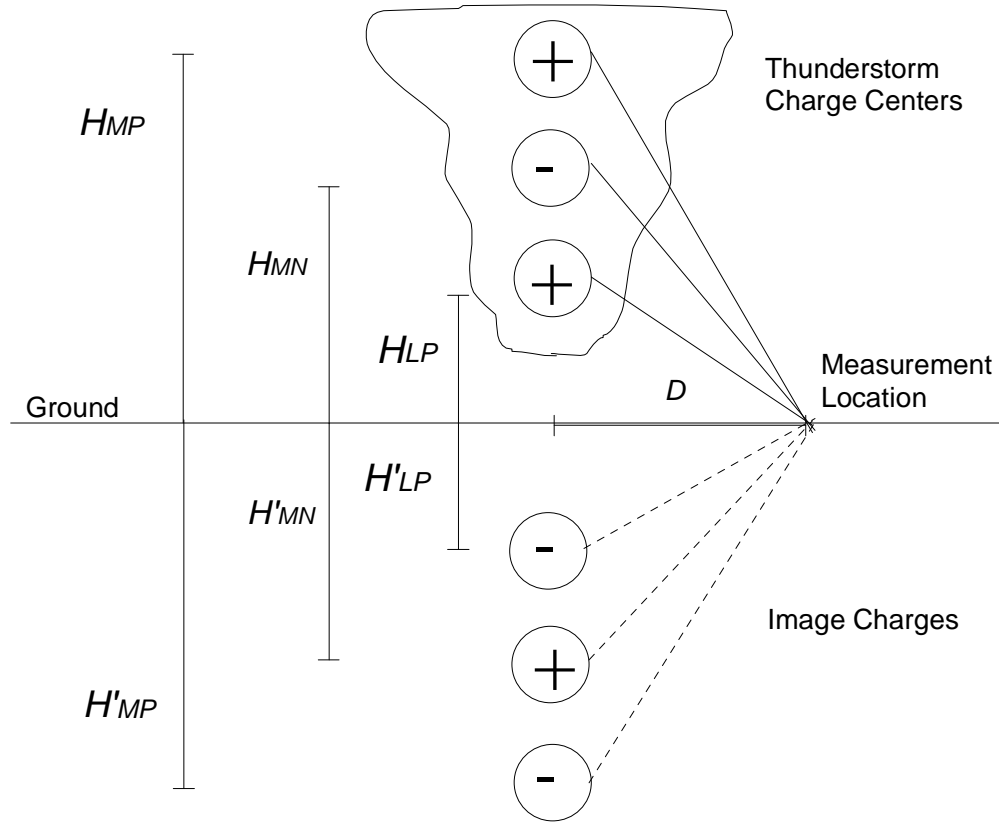 Thunderstorm
Charge Centers
HMP
+
-
HMN
+
HLP
Measurement
Location
D
Ground
H'LP
H'MN
-
Image Charges
+
H'MP
-